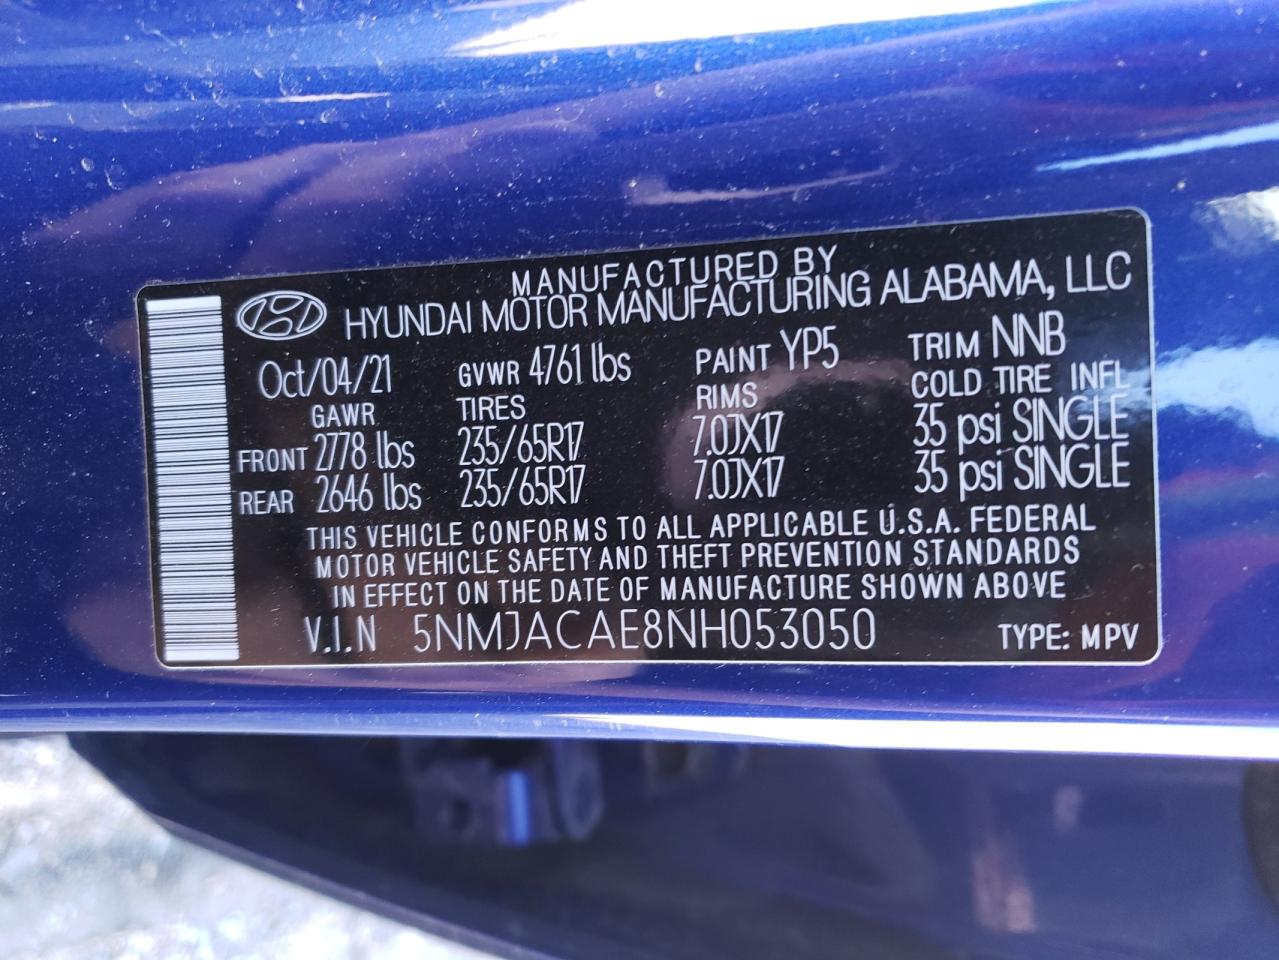 MANUFACTURED BY
HYUNDAI MOTOR MANUFACTURING ALABAMA, LLC
Oct/04/21 GVWR 4761 lbs PAINT YP5 TRIM NNB
GAWR TIRES RIMS COLD TIRE INFL
FRONT 2778 lbs 235/65R17 7.0JX17 35 psi SINGLE
REAR 2646 lbs 235/65R17 7.0JX17 35 psi SINGLE
THIS VEHICLE CONFORMS TO ALL APPLICABLE U.S.A. FEDERAL
MOTOR VEHICLE SAFETY AND THEFT PREVENTION STANDARDS
IN EFFECT ON THE DATE OF MANUFACTURE SHOWN ABOVE
V.I.N 5NMJACAE8NH053050 TYPE: MPV